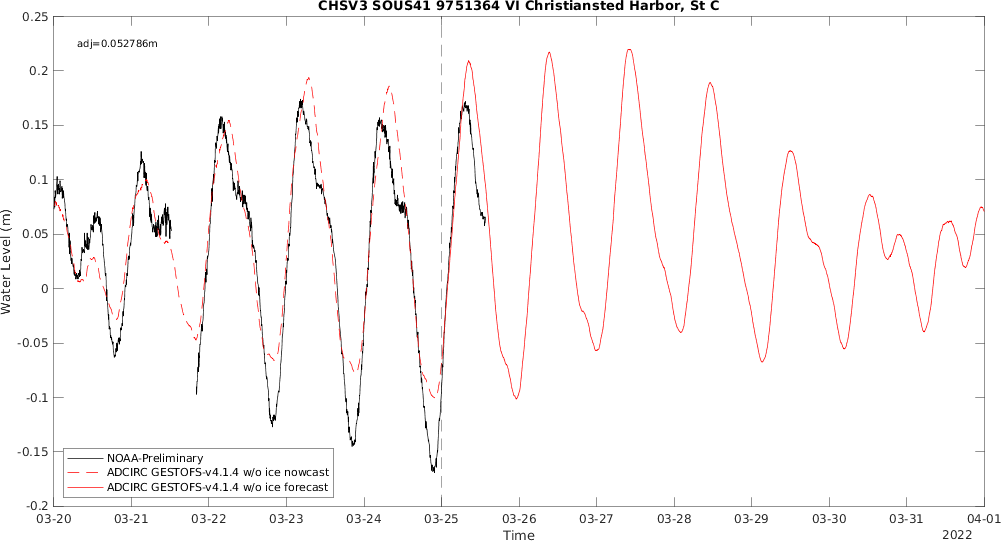 CHSV3 SOUS41 9751364 VI Christiansted Harbor, St C
adj=0.052786m
0.25
0.2
0.15
0.1
0.05
0
-0.05
-0.1
-0.15
-0.2
Water Level (m)
NOAA-Preliminary
ADCIRC GESTOFS-v4.1.4 w/o ice nowcast
ADCIRC GESTOFS-v4.1.4 w/o ice forecast
03-20 03-21 03-22 03-23 03-24 03-25 03-26 03-27 03-28 03-29 03-30 03-31 04-01
Time
2022